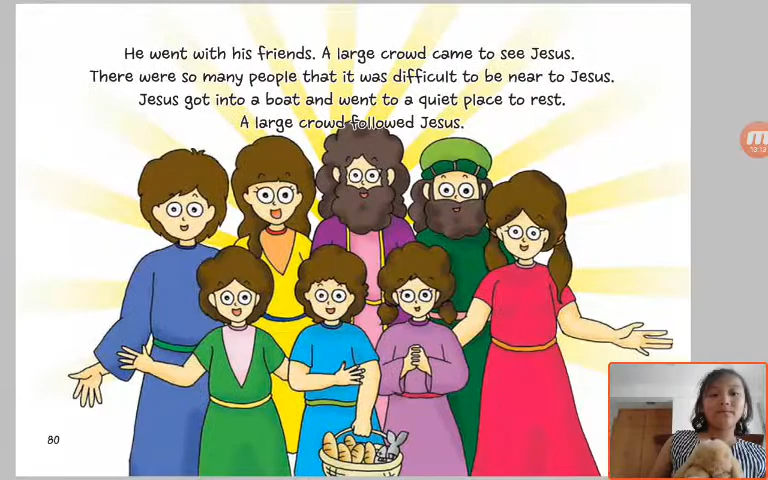 He went with his friends. A large crowd came to see Jesus.
There were so many people that it was difficult to be near to Jesus.
Jesus got into a boat and went to a quiet place to rest.
A large crowd followed Jesus.
80
13:13